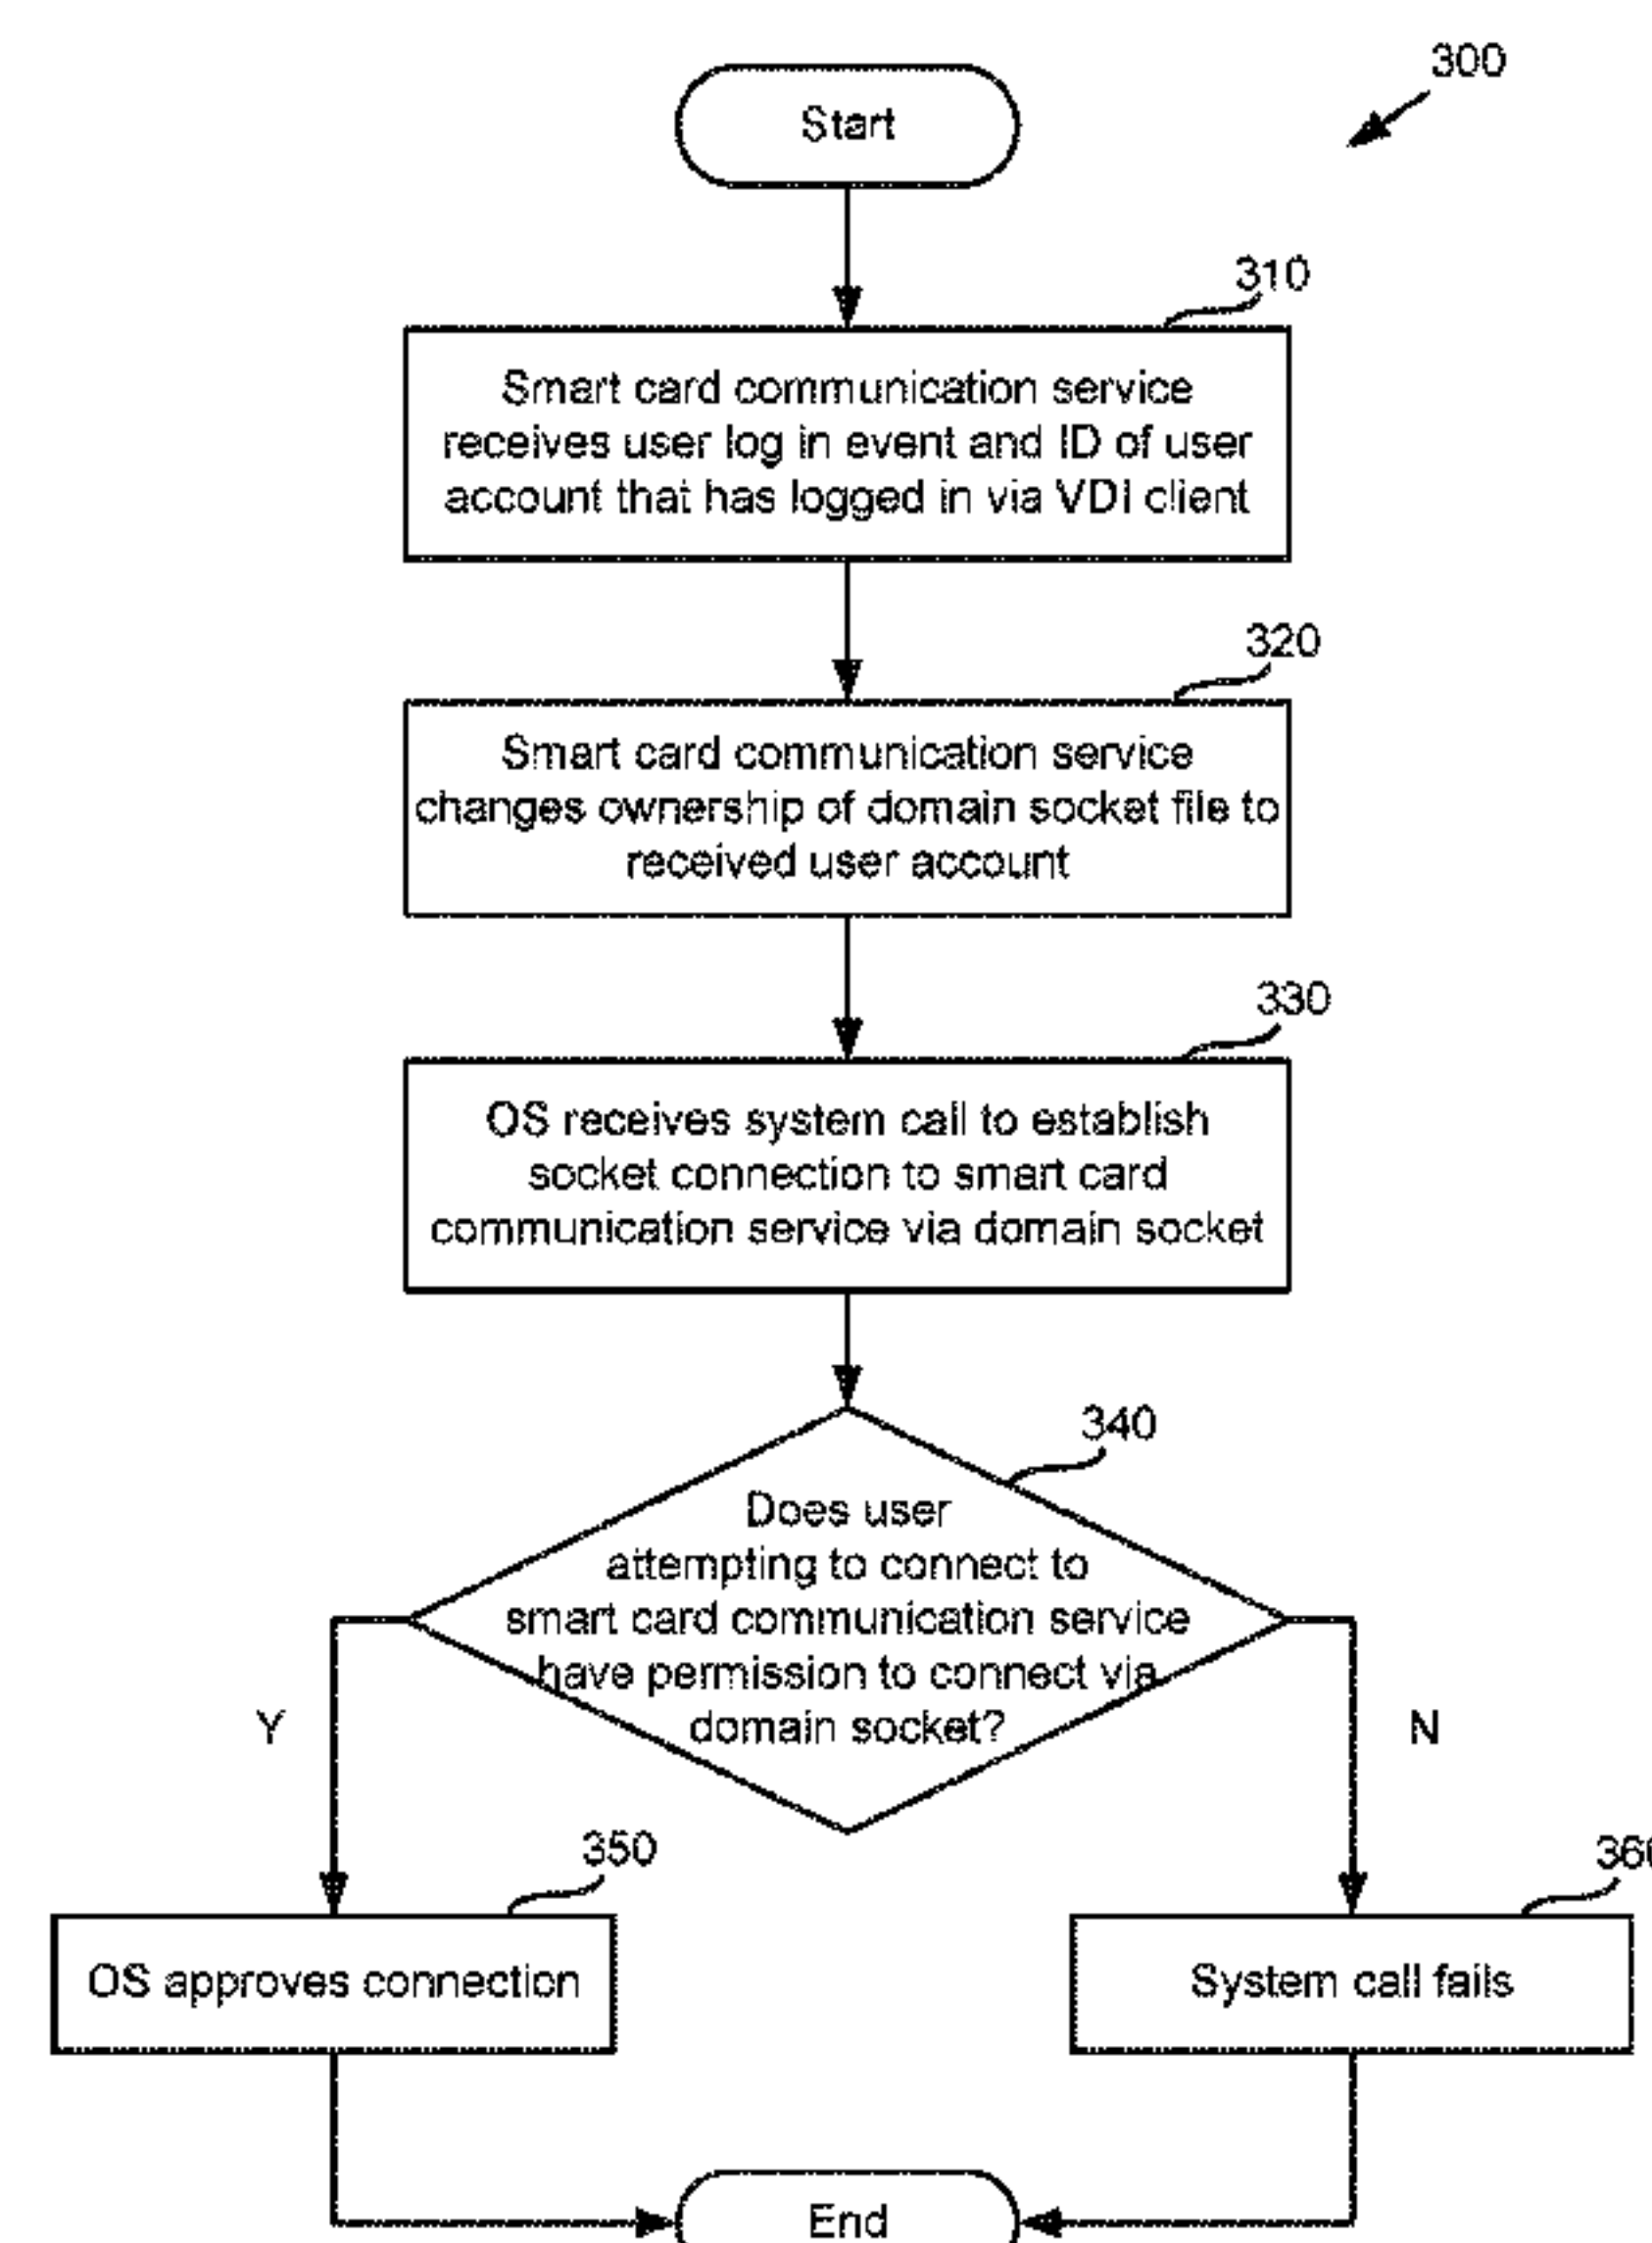 300
Start
310
Smart card communication service
receives user log in event and ID of user
account that has logged in via VDI client
320
Smart card communication service
changes ownership of domain socket file to
received user account
330
OS receives system call to establish
socket connection to smart card
communication service via domain socket
340
Does user
attempting to connect to
smart card communication service
have permission to connect via
domain socket?
Y
N
350
360
OS approves connection
System call fails
End